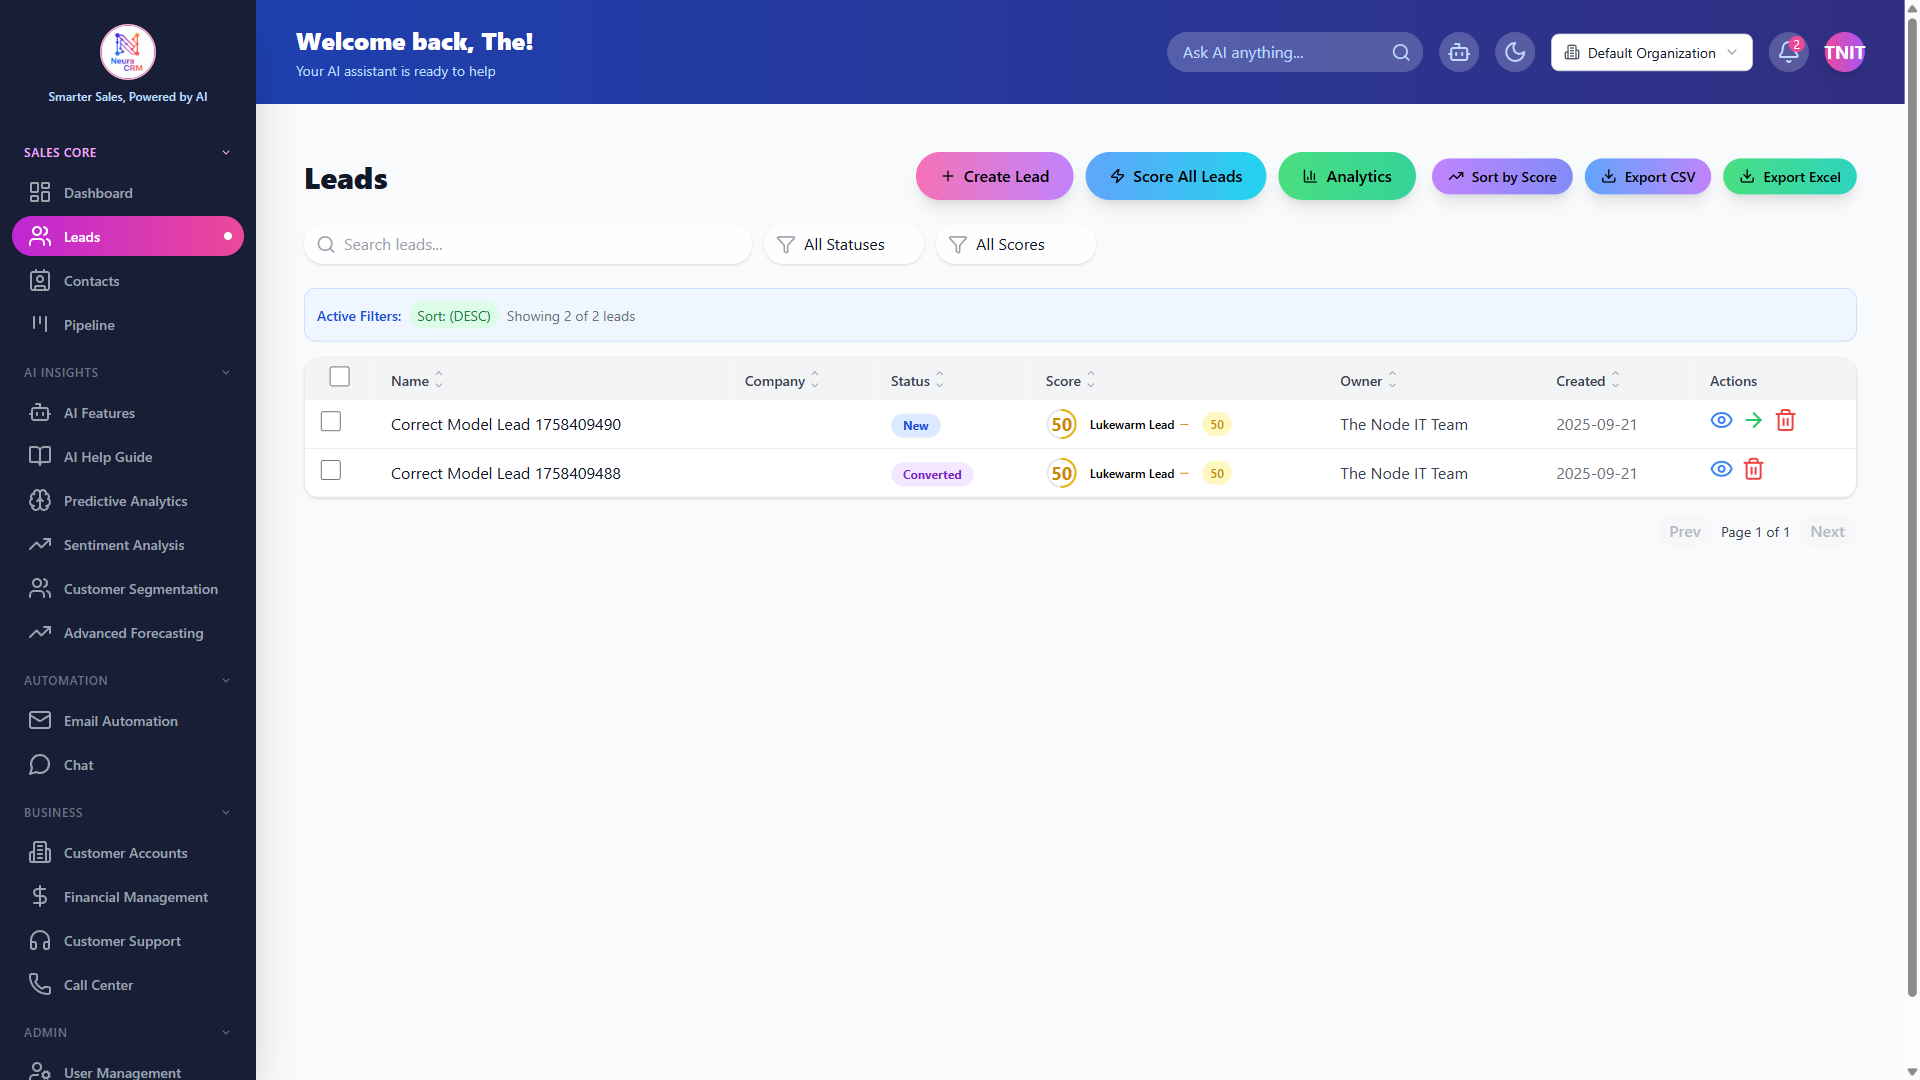 Neura
CRM
Smarter Sales, Powered by AI
SALES CORE
Dashboard
Leads
Contacts
Pipeline
AI INSIGHTS
AI Features
AI Help Guide
Predictive Analytics
Sentiment Analysis
Customer Segmentation
Advanced Forecasting
AUTOMATION
Email Automation
Chat
BUSINESS
Customer Accounts
Financial Management
Customer Support
Call Center
ADMIN
User Management
Welcome back, The!
Your AI assistant is ready to help
Ask AI anything...
Default Organization
2
TNIT
Leads
Create Lead
Score All Leads
Analytics
Sort by Score
Export CSV
Export Excel
Search leads...
All Statuses
All Scores
Active Filters: Sort: (DESC) Showing 2 of 2 leads
Name Company Status Score Owner Created Actions
Correct Model Lead 1758409490 New 50 Lukewarm Lead 50 The Node IT Team 2025-09-21
Correct Model Lead 1758409488 Converted 50 Lukewarm Lead 50 The Node IT Team 2025-09-21
Prev Page 1 of 1 Next